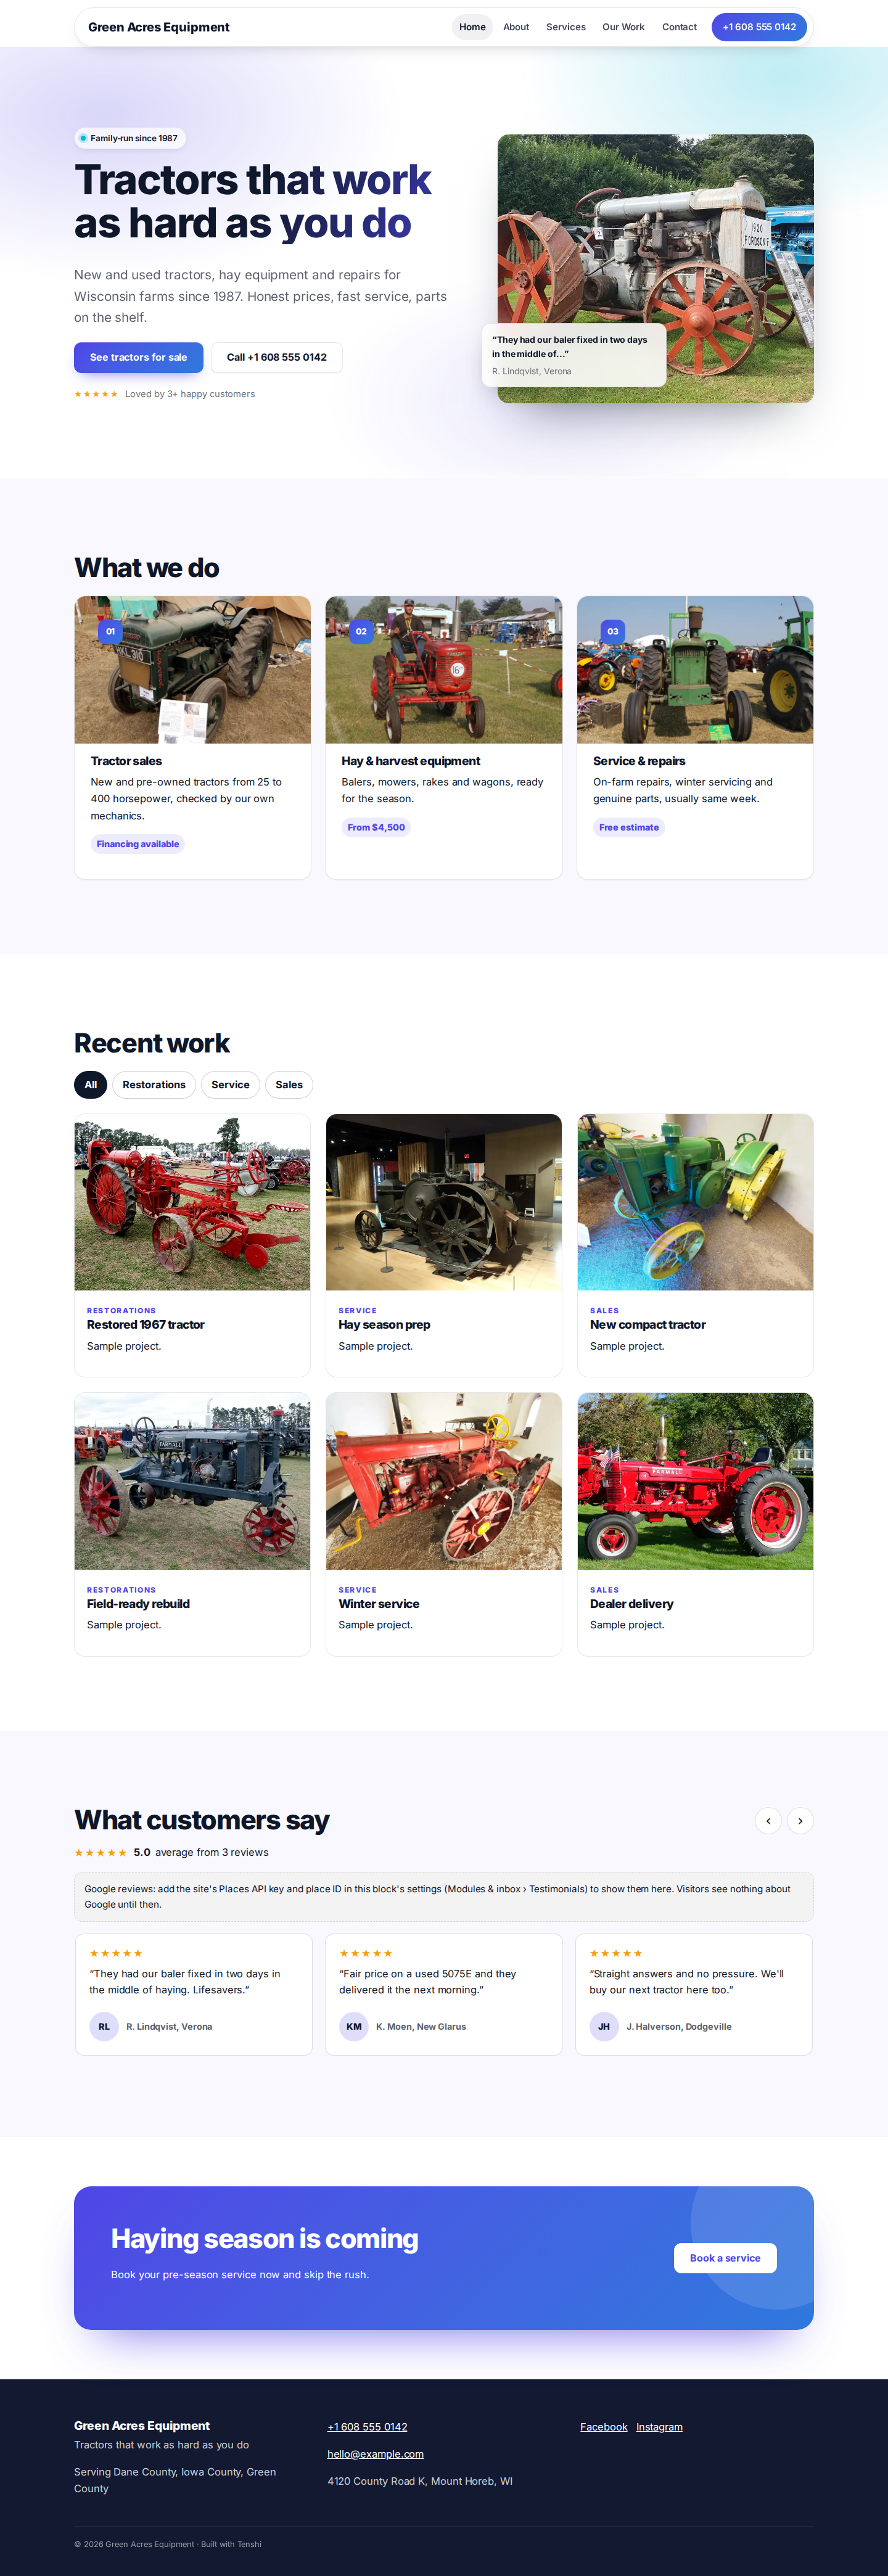 Green Acres Equipment
Home About Services Our Work Contact +1 608 555 0142
Family-run since 1987
Tractors that work
as hard as you do
New and used tractors, hay equipment and repairs for
Wisconsin farms since 1987. Honest prices, fast service, parts
on the shelf.
See tractors for sale Call +1 608 555 0142
★★★★★ Loved by 3+ happy customers
1920
FORDSON F
“They had our baler fixed in two days
in the middle of…”
R. Lindqvist, Verona
What we do
01
HKL 310
Tractor sales
New and pre-owned tractors from 25 to
400 horsepower, checked by our own
mechanics.
Financing available
02
Hay & harvest equipment
Balers, mowers, rakes and wagons, ready
for the season.
From $4,500
03
Service & repairs
On-farm repairs, winter servicing and
genuine parts, usually same week.
Free estimate
Recent work
All Restorations Service Sales
RESTORATIONS
Restored 1967 tractor
Sample project.
SERVICE
Hay season prep
Sample project.
SALES
New compact tractor
Sample project.
FARMALL
RESTORATIONS
Field-ready rebuild
Sample project.
SERVICE
Winter service
Sample project.
FARMALL
SALES
Dealer delivery
Sample project.
What customers say
‹ ›
★★★★★ 5.0 average from 3 reviews
Google reviews: add the site's Places API key and place ID in this block's settings (Modules & inbox › Testimonials) to show them here. Visitors see nothing about
Google until then.
★★★★★
“They had our baler fixed in two days in
the middle of haying. Lifesavers.”
RL R. Lindqvist, Verona
★★★★★
“Fair price on a used 5075E and they
delivered it the next morning.”
KM K. Moen, New Glarus
★★★★★
“Straight answers and no pressure. We'll
buy our next tractor here too.”
JH J. Halverson, Dodgeville
Haying season is coming
Book your pre-season service now and skip the rush.
Book a service
Green Acres Equipment
Tractors that work as hard as you do
Serving Dane County, Iowa County, Green
County
+1 608 555 0142
hello@example.com
4120 County Road K, Mount Horeb, WI
Facebook Instagram
© 2026 Green Acres Equipment · Built with Tenshi